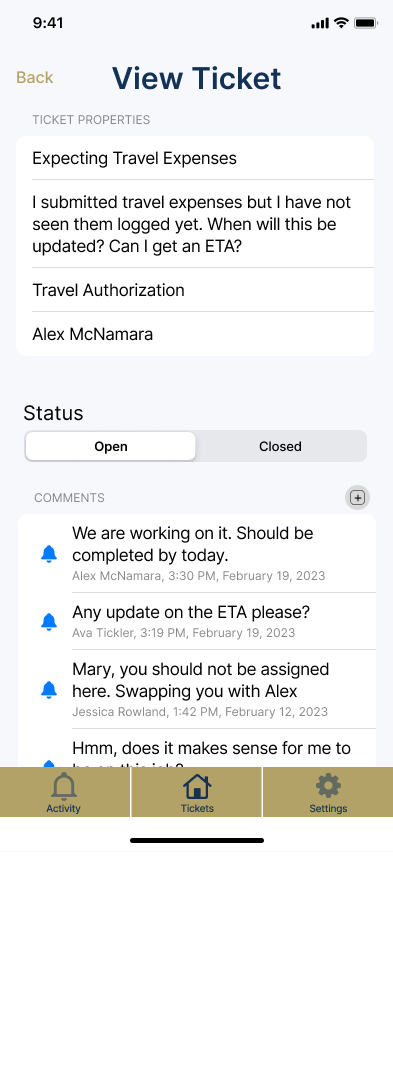 9:41
Back
View Ticket
TICKET PROPERTIES
Expecting Travel Expenses
I submitted travel expenses but I have not
seen them logged yet. When will this be
updated? Can I get an ETA?
Travel Authorization
Alex McNamara
Status
Open
Closed
COMMENTS
We are working on it. Should be
completed by today.
Alex McNamara, 3:30 PM, February 19, 2023
Any update on the ETA please?
Ava Tickler, 3:19 PM, February 19, 2023
Mary, you should not be assigned
here. Swapping you with Alex
Jessica Rowland, 1:42 PM, February 12, 2023
Hmm, does it makes sense for me to
be on this job?
Activity
Tickets
Settings